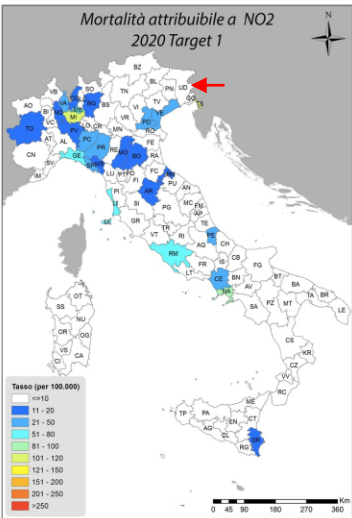 Mortalità attribuibile a NO2
2020 Target 1
N
BZ
VB SO TN BL PN UD
AO BI VA BG BS VI TV GO TS
VC NO MI VR PD VE
TO PV CR MN RO
AT AL PC PR RE MO FE
CN GE BO RA
SV SP MS FC RN
IM LU PT PO PU
FI AN
PI AR MC
LI SI PG FM
AP
GR TR TE
VT RI
AQ PE CH
RM FR IS CB
LT FG
CE BN BT
NA AV BA
SA PZ MT TA BR
LE
SS OT
NU
OR OG
VS CA
CI
CS
KR
CZ
VV
RC
ME
TP PA
AG EN CT
CL
RG SR
Tasso (per 100.000)
<=10
11 - 20
21 - 50
51 - 80
81 - 100
101 - 120
121 - 150
151 - 200
201 - 250
>250
Km
0 45 90 180 270 360